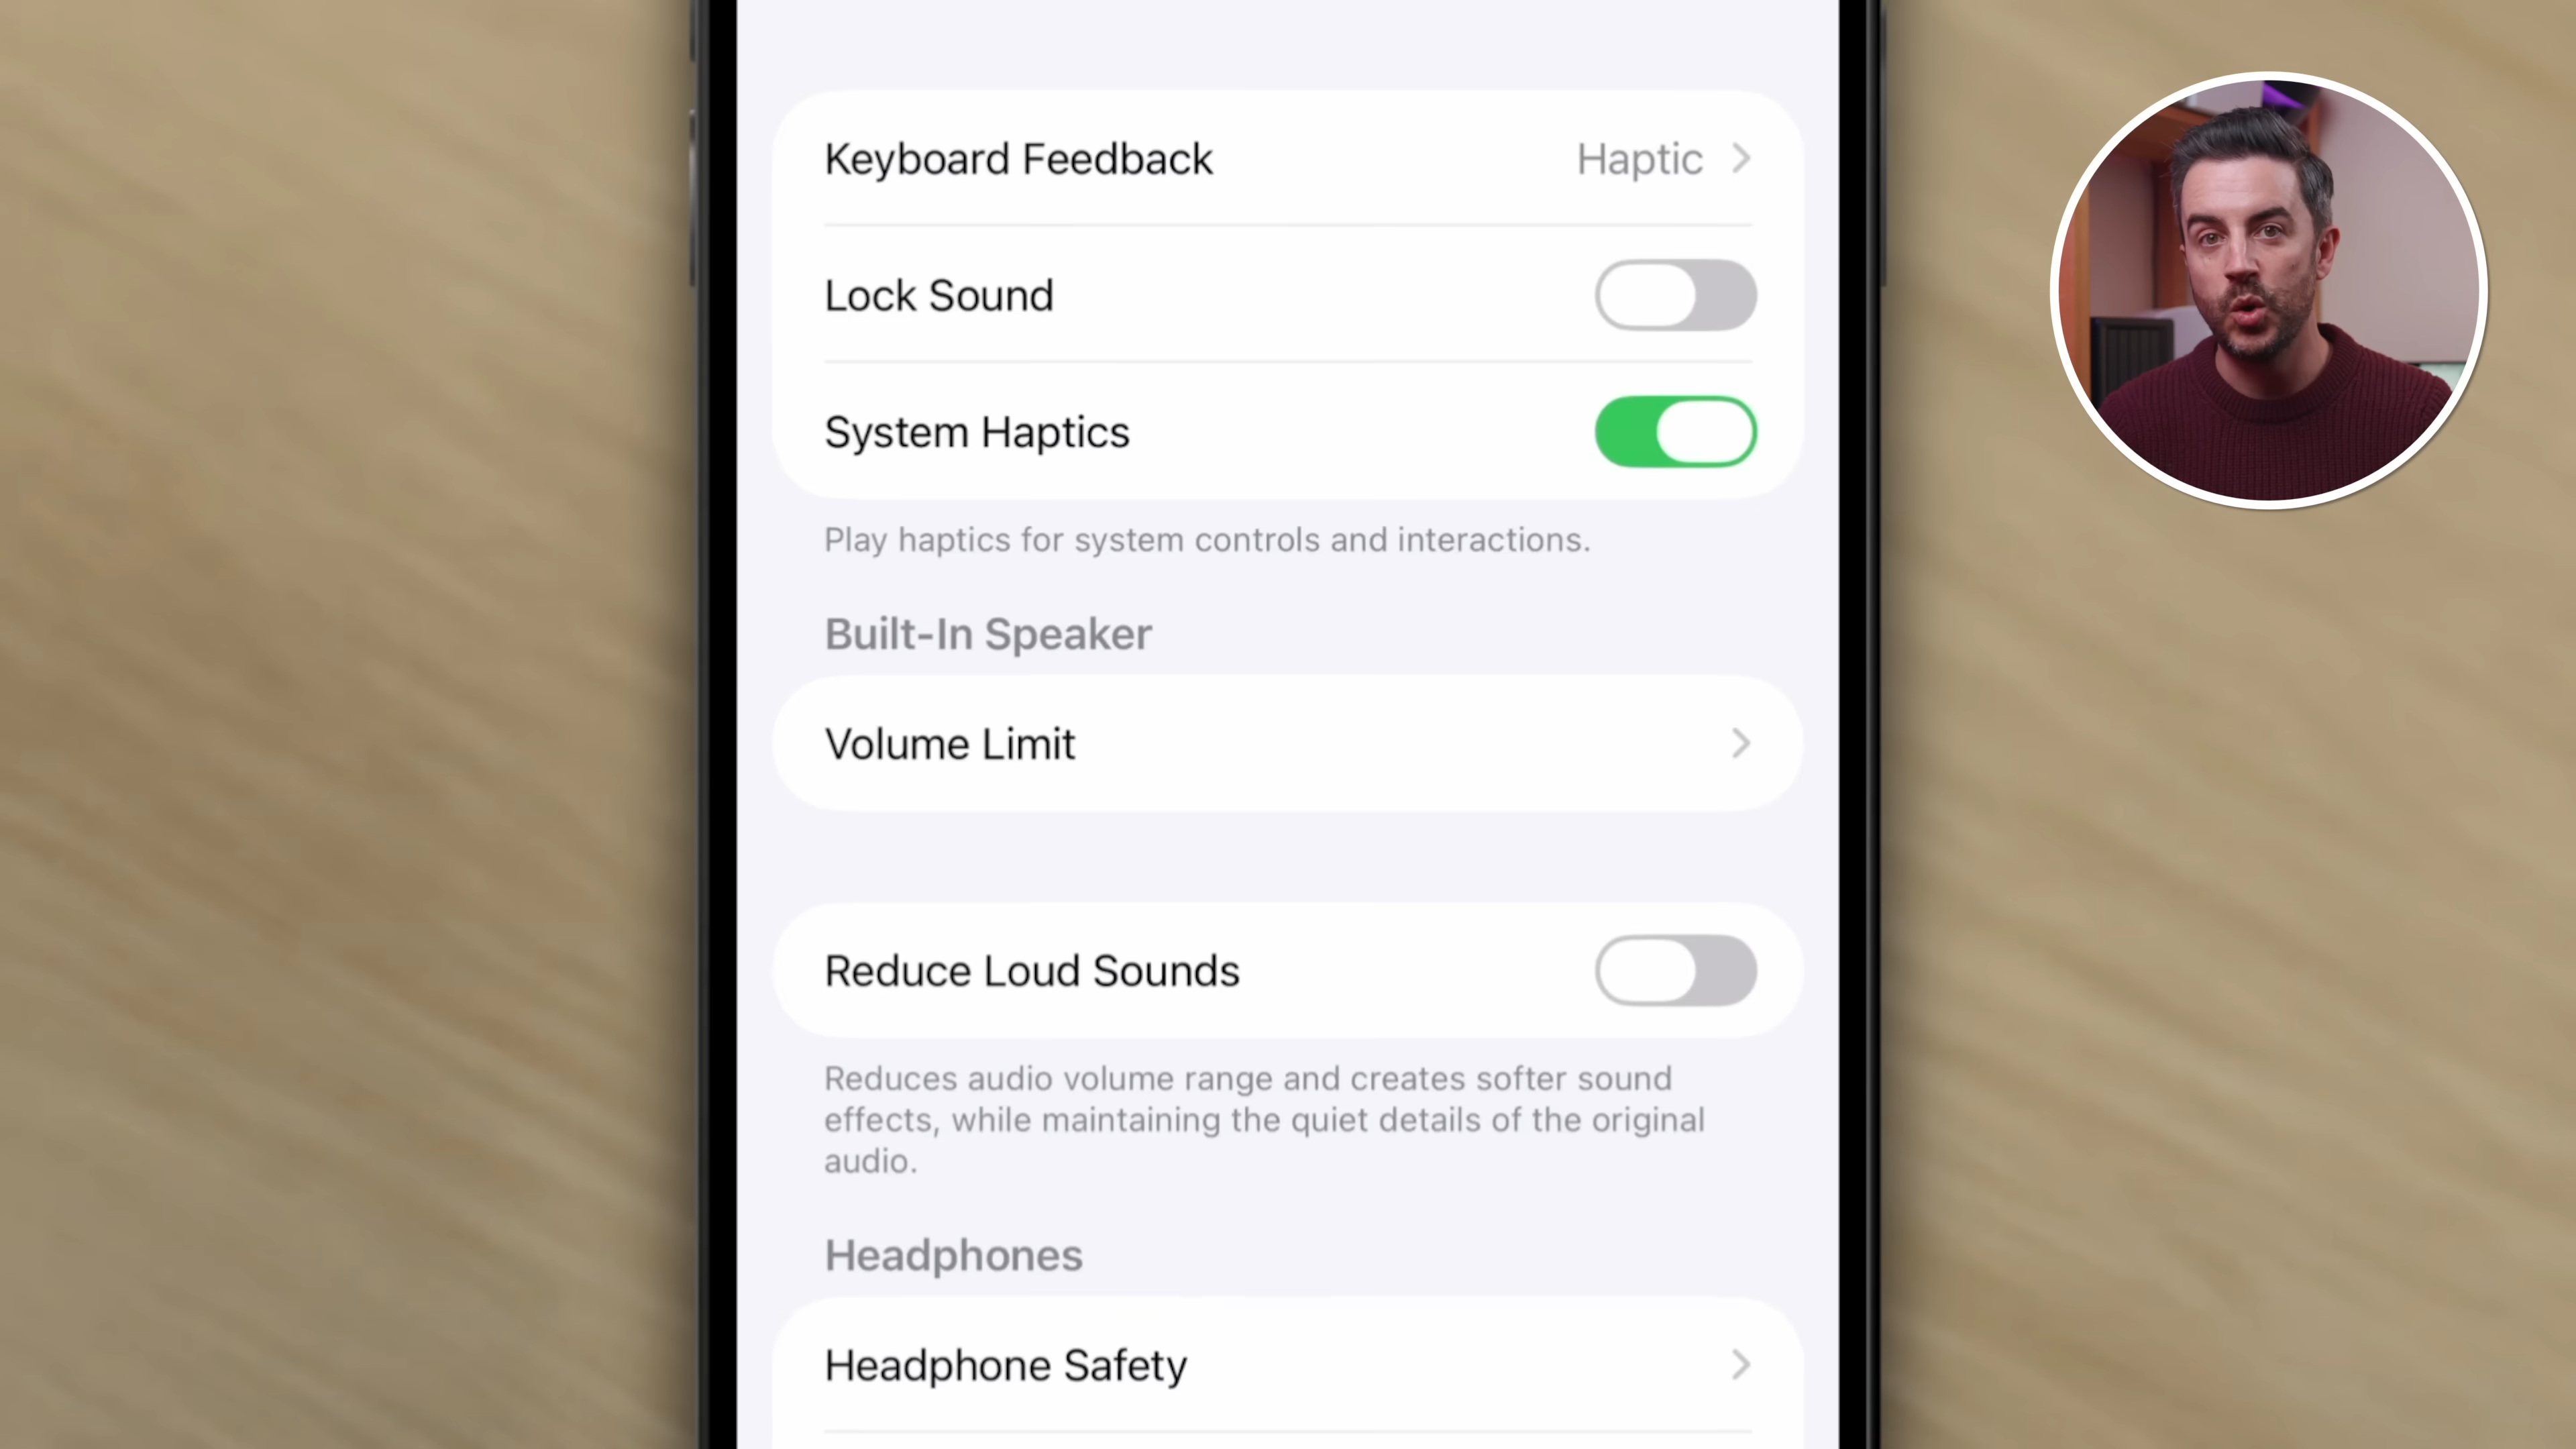 Keyboard Feedback Haptic
Lock Sound
System Haptics
Play haptics for system controls and interactions.
Built-In Speaker
Volume Limit
Reduce Loud Sounds
Reduces audio volume range and creates softer sound
effects, while maintaining the quiet details of the original
audio.
Headphones
Headphone Safety